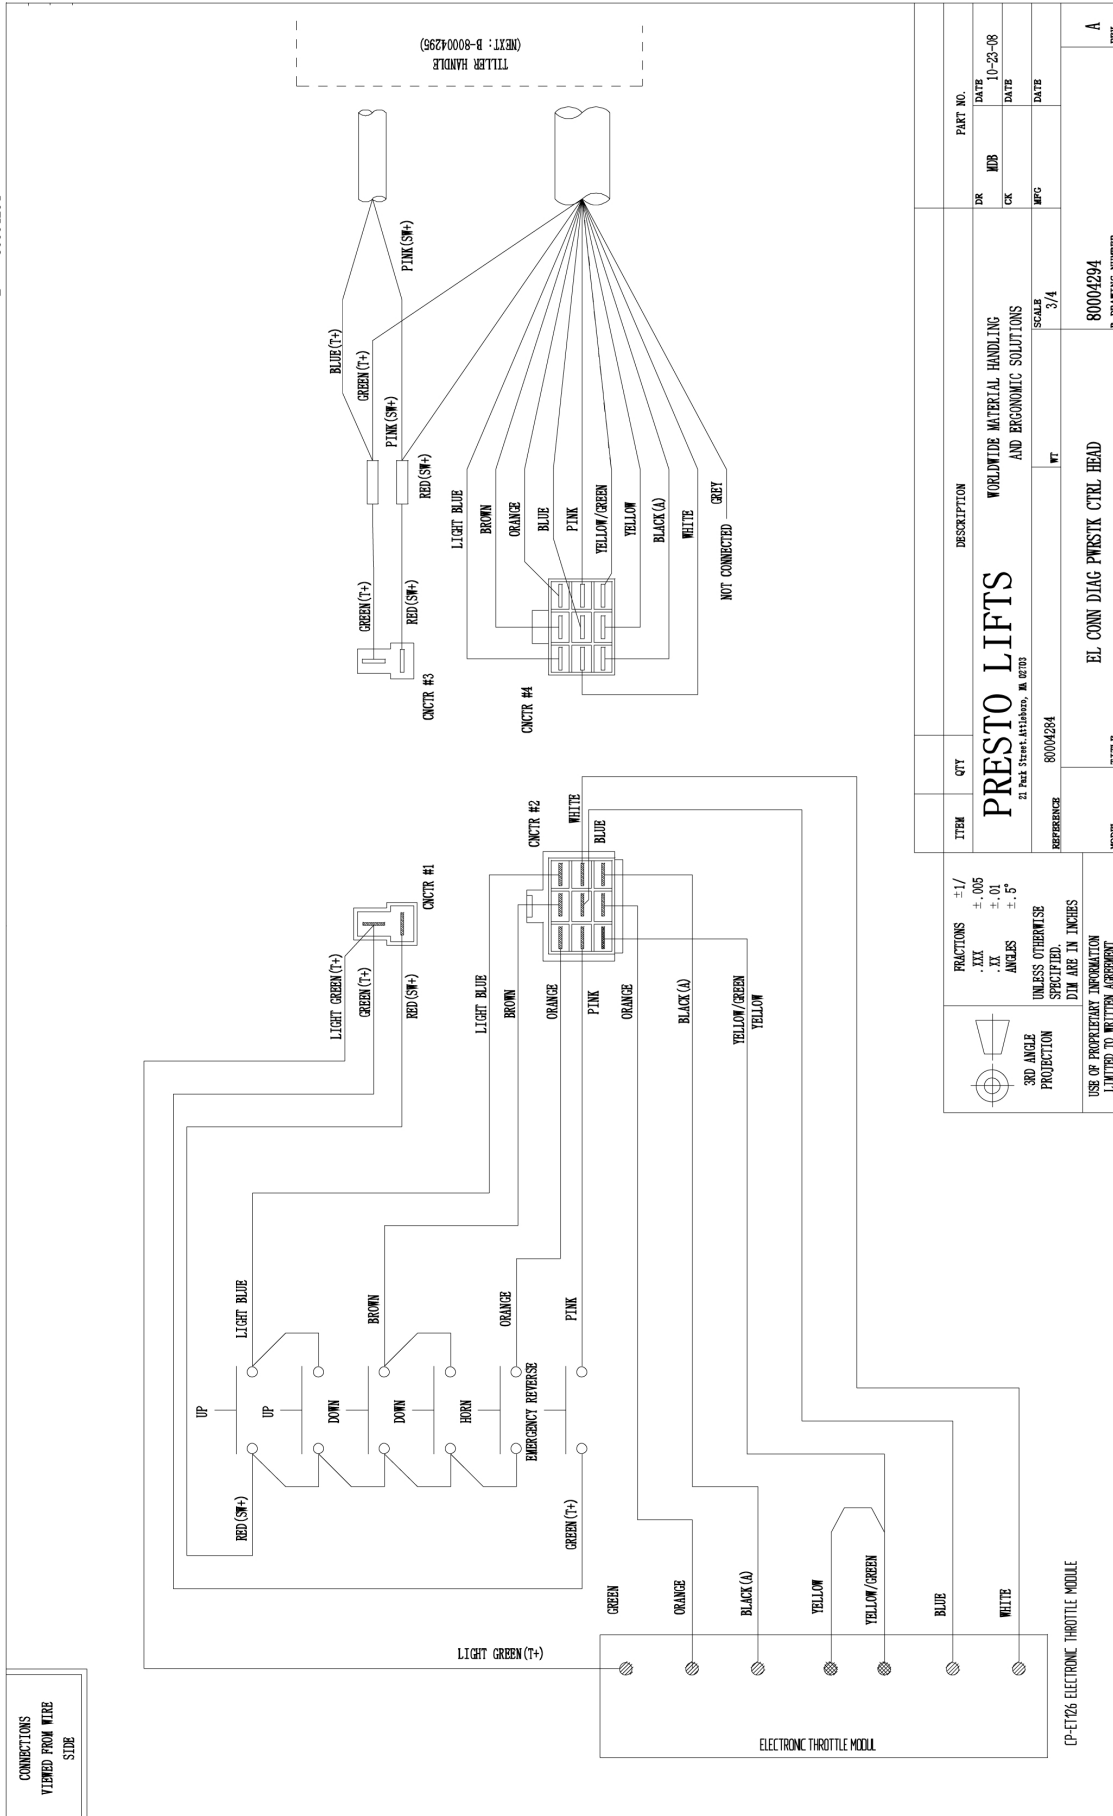 CONNECTIONS
VIEWED FROM WIRE
SIDE
TILLER HANDLE
(NEXT: B-80004295)
LIGHT GREEN(T+)
GREEN(T+)
RED(SW+)
CNCTR #1
GREEN(T+)
RED(SW+)
CNCTR #3
BLUE(T+)
GREEN(T+)
PINK(SW+)
RED(SW+)
PINK(SW+)
UP
UP
DOWN
DOWN
HORN
EMERGENCY REVERSE
RED(SW+)
GREEN(T+)
LIGHT BLUE
BROWN
ORANGE
PINK
LIGHT BLUE
BROWN
ORANGE
PINK
ORANGE
BLACK(A)
YELLOW/GREEN
YELLOW
CNCTR #2
WHITE
BLUE
CNCTR #4
LIGHT BLUE
BROWN
ORANGE
BLUE
PINK
YELLOW/GREEN
YELLOW
BLACK(A)
WHITE
GREY
NOT CONNECTED
LIGHT GREEN(T+)
GREEN
ORANGE
BLACK(A)
YELLOW
YELLOW/GREEN
BLUE
WHITE
ELECTRONIC THROTTLE MODUL
CP-ET126 ELECTRONIC THROTTLE MODULE
3RD ANGLE
PROJECTION
FRACTIONS ±1/
.XXX ±.005
.XX ±.01
ANGLES ±.5°
UNLESS OTHERWISE
SPECIFIED.
DIM ARE IN INCHES
USE OF PROPRIETARY INFORMATION
LIMITED TO WRITTEN AGREEMENT
ITEM QTY DESCRIPTION PART NO.
PRESTO LIFTS
21 Park Street.Attleboro, MA 02703
WORLDWIDE MATERIAL HANDLING
AND ERGONOMIC SOLUTIONS
DR MDB DATE 10-23-08
CK DATE
MFG DATE
REFERENCE 80004284
WT
SCALE 3/4
EL CONN DIAG PWRSTK CTRL HEAD
80004294
A